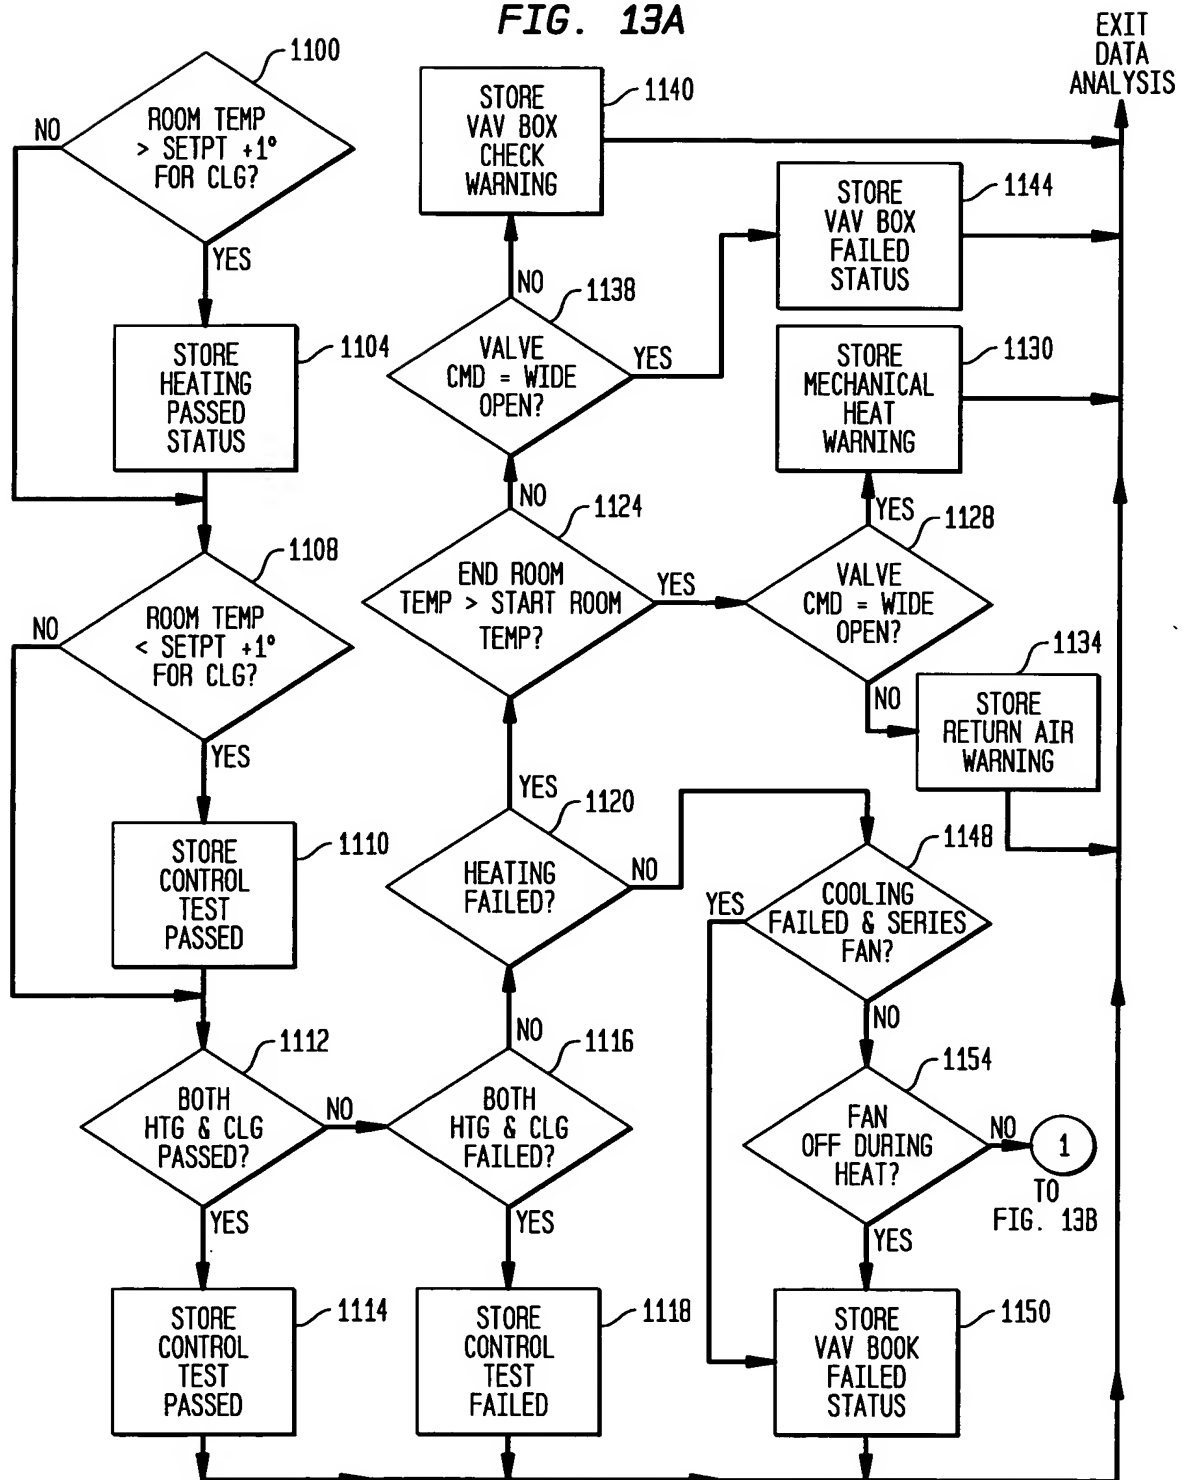 FIG. 13A
EXIT
DATA
ANALYSIS
1100
ROOM TEMP
> SETPT +1°
FOR CLG?
NO
YES
1104
STORE
HEATING
PASSED
STATUS
1108
ROOM TEMP
< SETPT +1°
FOR CLG?
NO
YES
1110
STORE
CONTROL
TEST
PASSED
1112
BOTH
HTG & CLG
PASSED?
NO
YES
1114
STORE
CONTROL
TEST
PASSED
1116
BOTH
HTG & CLG
FAILED?
NO
YES
1118
STORE
CONTROL
TEST
FAILED
1120
HEATING
FAILED?
YES
NO
1124
END ROOM
TEMP > START ROOM
TEMP?
NO
YES
1138
VALVE
CMD = WIDE
OPEN?
NO
YES
1140
STORE
VAV BOX
CHECK
WARNING
1144
STORE
VAV BOX
FAILED
STATUS
1130
STORE
MECHANICAL
HEAT
WARNING
1128
VALVE
CMD = WIDE
OPEN?
YES
NO
1134
STORE
RETURN AIR
WARNING
1148
COOLING
FAILED & SERIES
FAN?
YES
NO
1154
FAN
OFF DURING
HEAT?
NO
YES
1
TO
FIG. 13B
1150
STORE
VAV BOOK
FAILED
STATUS